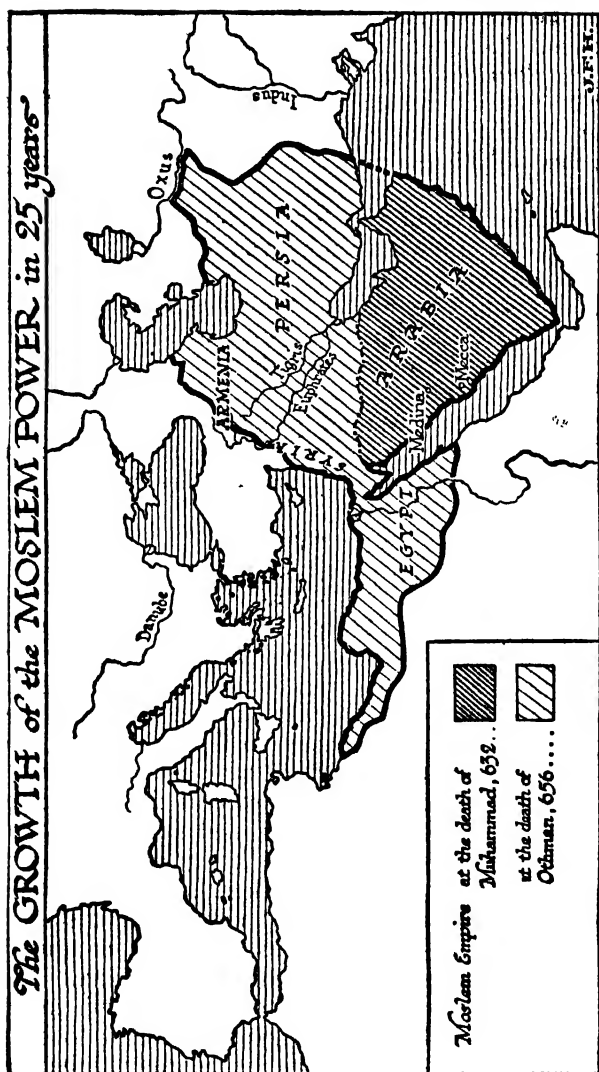 The GROWTH of the MOSLEM POWER in 25 years
Oxus
Indus
Danube
ARMENIA
PERSIA
Tigris
Euphrates
SYRIA
ARABIA
Medina
Mecca
EGYPT
Moslem Empire at the death of
Muhammad, 632..
at the death of
Othman, 656....
J.F.H.